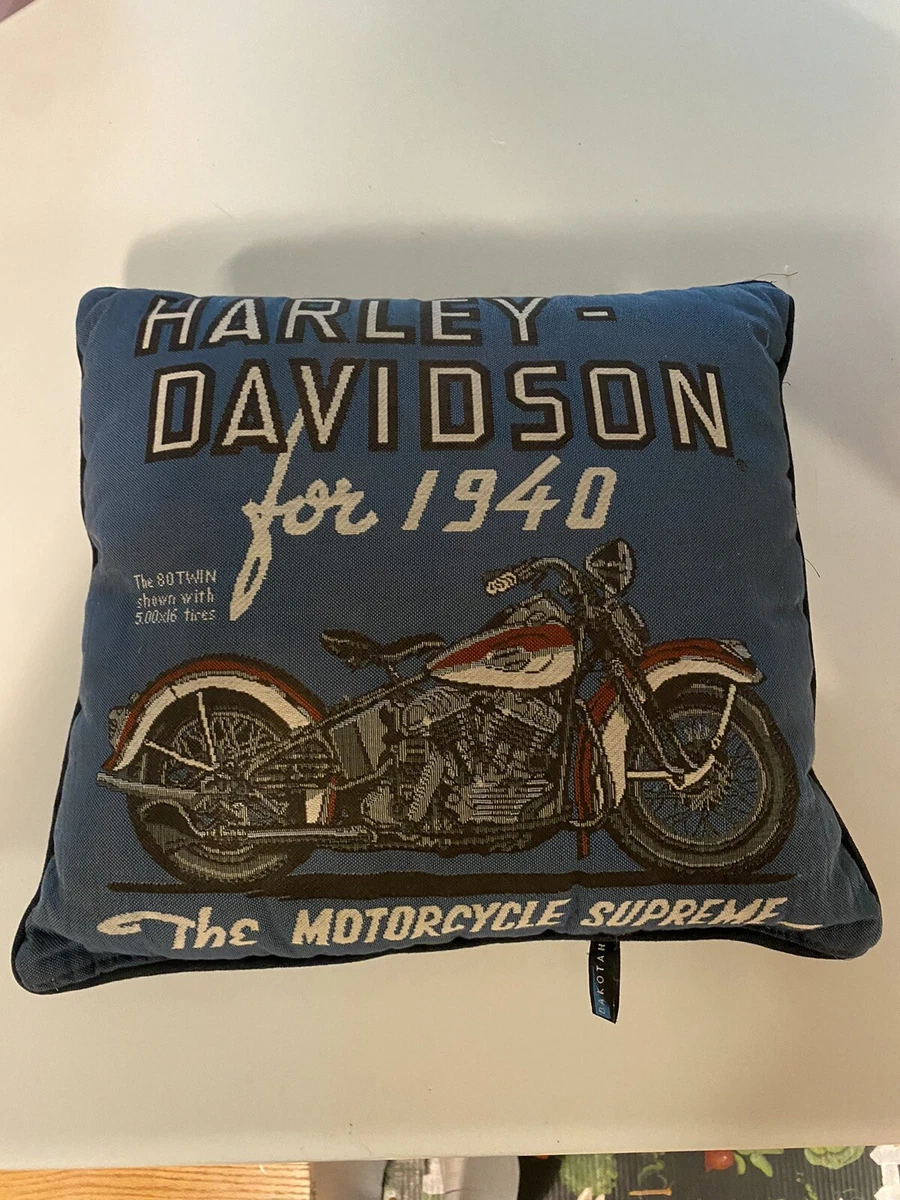 HARLEY-
DAVIDSON
for 1940
The 80 TWIN
shown with
5.00x16 tires
The MOTORCYCLE SUPREME
DAKOTAH